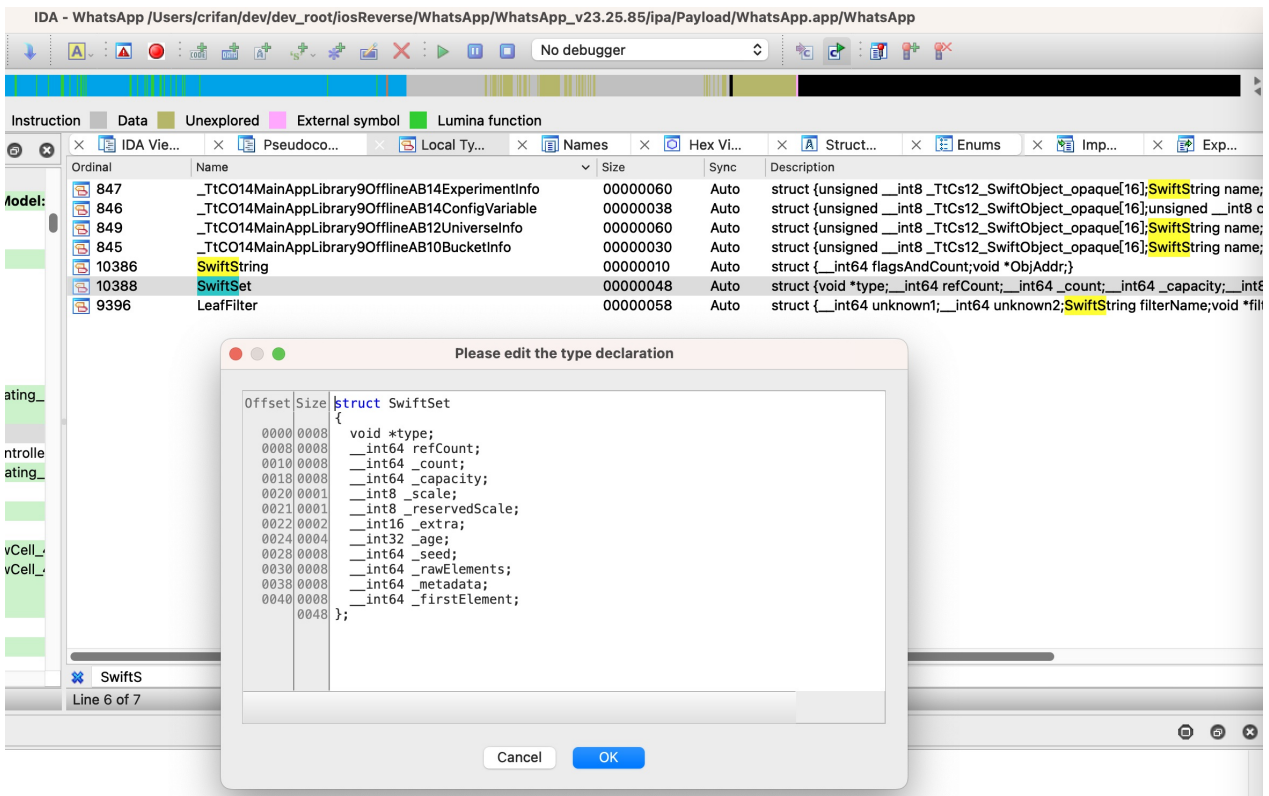 IDA - WhatsApp /Users/crifan/dev/dev_root/iosReverse/WhatsApp/WhatsApp_v23.25.85/ipa/Payload/WhatsApp.app/WhatsApp
No debugger
Instruction Data Unexplored External symbol Lumina function
IDA Vie... Pseudoco... Local Ty... Names Hex Vi... Struct... Enums Imp... Exp...
Ordinal Name Size Sync Description
847 _TtCO14MainAppLibrary9OfflineAB14ExperimentInfo 00000060 Auto struct {unsigned __int8 _TtCs12_SwiftObject_opaque[16];SwiftString name;
Model:
846 _TtCO14MainAppLibrary9OfflineAB14ConfigVariable 00000038 Auto struct {unsigned __int8 _TtCs12_SwiftObject_opaque[16];unsigned __int8 c
849 _TtCO14MainAppLibrary9OfflineAB12UniverseInfo 00000060 Auto struct {unsigned __int8 _TtCs12_SwiftObject_opaque[16];SwiftString name;
845 _TtCO14MainAppLibrary9OfflineAB10BucketInfo 00000030 Auto struct {unsigned __int8 _TtCs12_SwiftObject_opaque[16];SwiftString name;
10386 SwiftString 00000010 Auto struct {__int64 flagsAndCount;void *ObjAddr;}
10388 SwiftSet 00000048 Auto struct {void *type;__int64 refCount;__int64 _count;__int64 _capacity;__int8
9396 LeafFilter 00000058 Auto struct {__int64 unknown1;__int64 unknown2;SwiftString filterName;void *filt
Please edit the type declaration
ating_
ntrolle
ating_
wCell_
wCell_
Offset Size struct SwiftSet
{
0000 0008 void *type;
0008 0008 __int64 refCount;
0010 0008 __int64 _count;
0018 0008 __int64 _capacity;
0020 0001 __int8 _scale;
0021 0001 __int8 _reservedScale;
0022 0002 __int16 _extra;
0024 0004 __int32 _age;
0028 0008 __int64 _seed;
0030 0008 __int64 _rawElements;
0038 0008 __int64 _metadata;
0040 0008 __int64 _firstElement;
0048 };
SwiftS
Line 6 of 7
Cancel OK